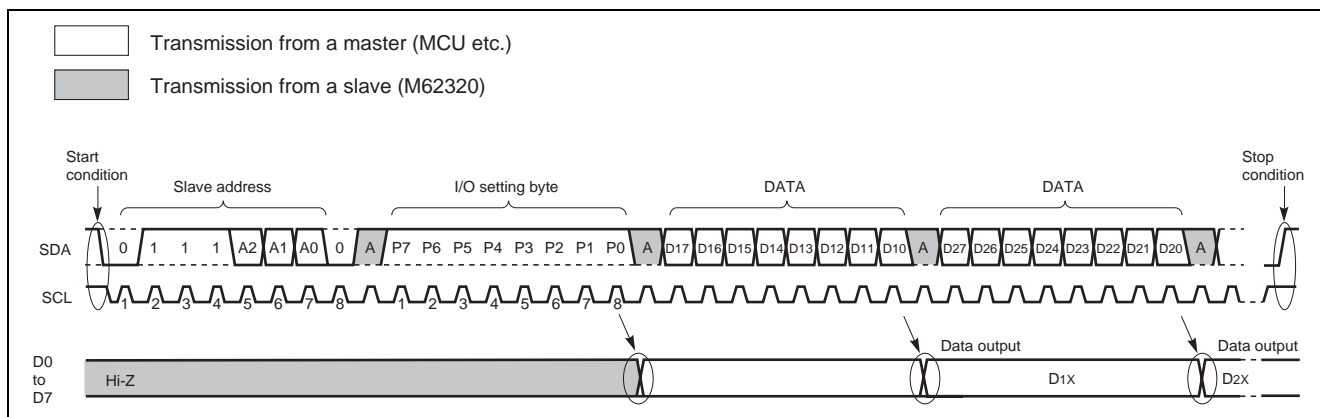 Transmission from a master (MCU etc.)
Transmission from a slave (M62320)
Start
condition
Stop
condition
Slave address
I/O setting byte
DATA
DATA
SDA
0 1 1 1 A2 A1 A0 0 A P7 P6 P5 P4 P3 P2 P1 P0 A D17 D16 D15 D14 D13 D12 D11 D10 A D27 D26 D25 D24 D23 D22 D21 D20 A
SCL
1 2 3 4 5 6 7 8 1 2 3 4 5 6 7 8
Data output
Data output
D0
to
D7
Hi-Z
D1X
D2X